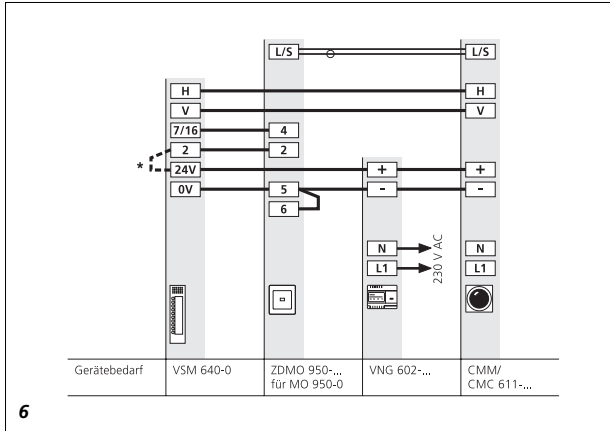 L/S L/S
H H
V V
7/16 4
2 2
* 24V + +
0V 5 - -
6
N N
L1 L1
230 V AC
Gerätebedarf VSM 640-0 ZDMO 950-... VNG 602-... CMM/
für MO 950-0 CMC 611-...
6